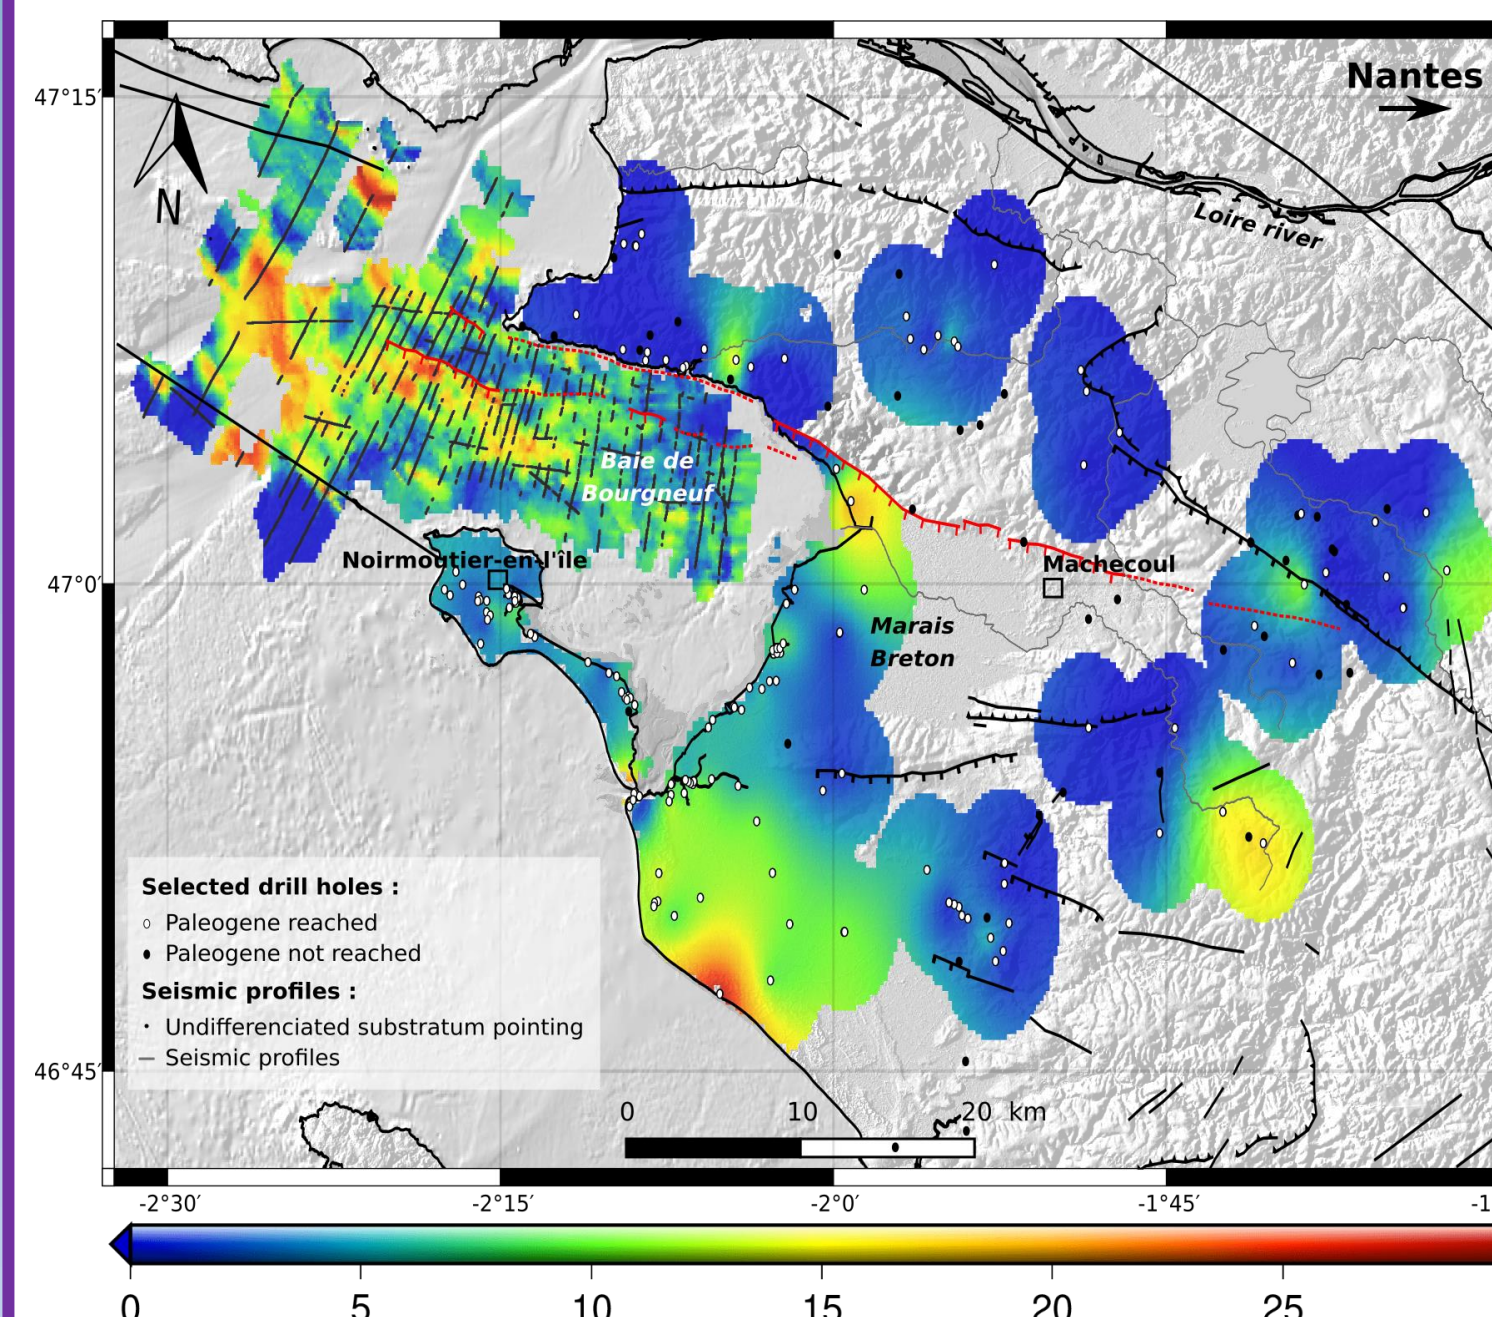 Nantes
47°15′
N
Loire river
Baie de
Bourgneuf
Noirmoutier-en-l'île
Machecoul
47°0′
Marais
Breton
Selected drill holes :
Paleogene reached
Paleogene not reached
Seismic profiles :
Undifferenciated substratum pointing
Seismic profiles
46°45′
0 10 20 km
-2°30′ -2°15′ -2°0′ -1°45′ -1
0 5 10 15 20 25